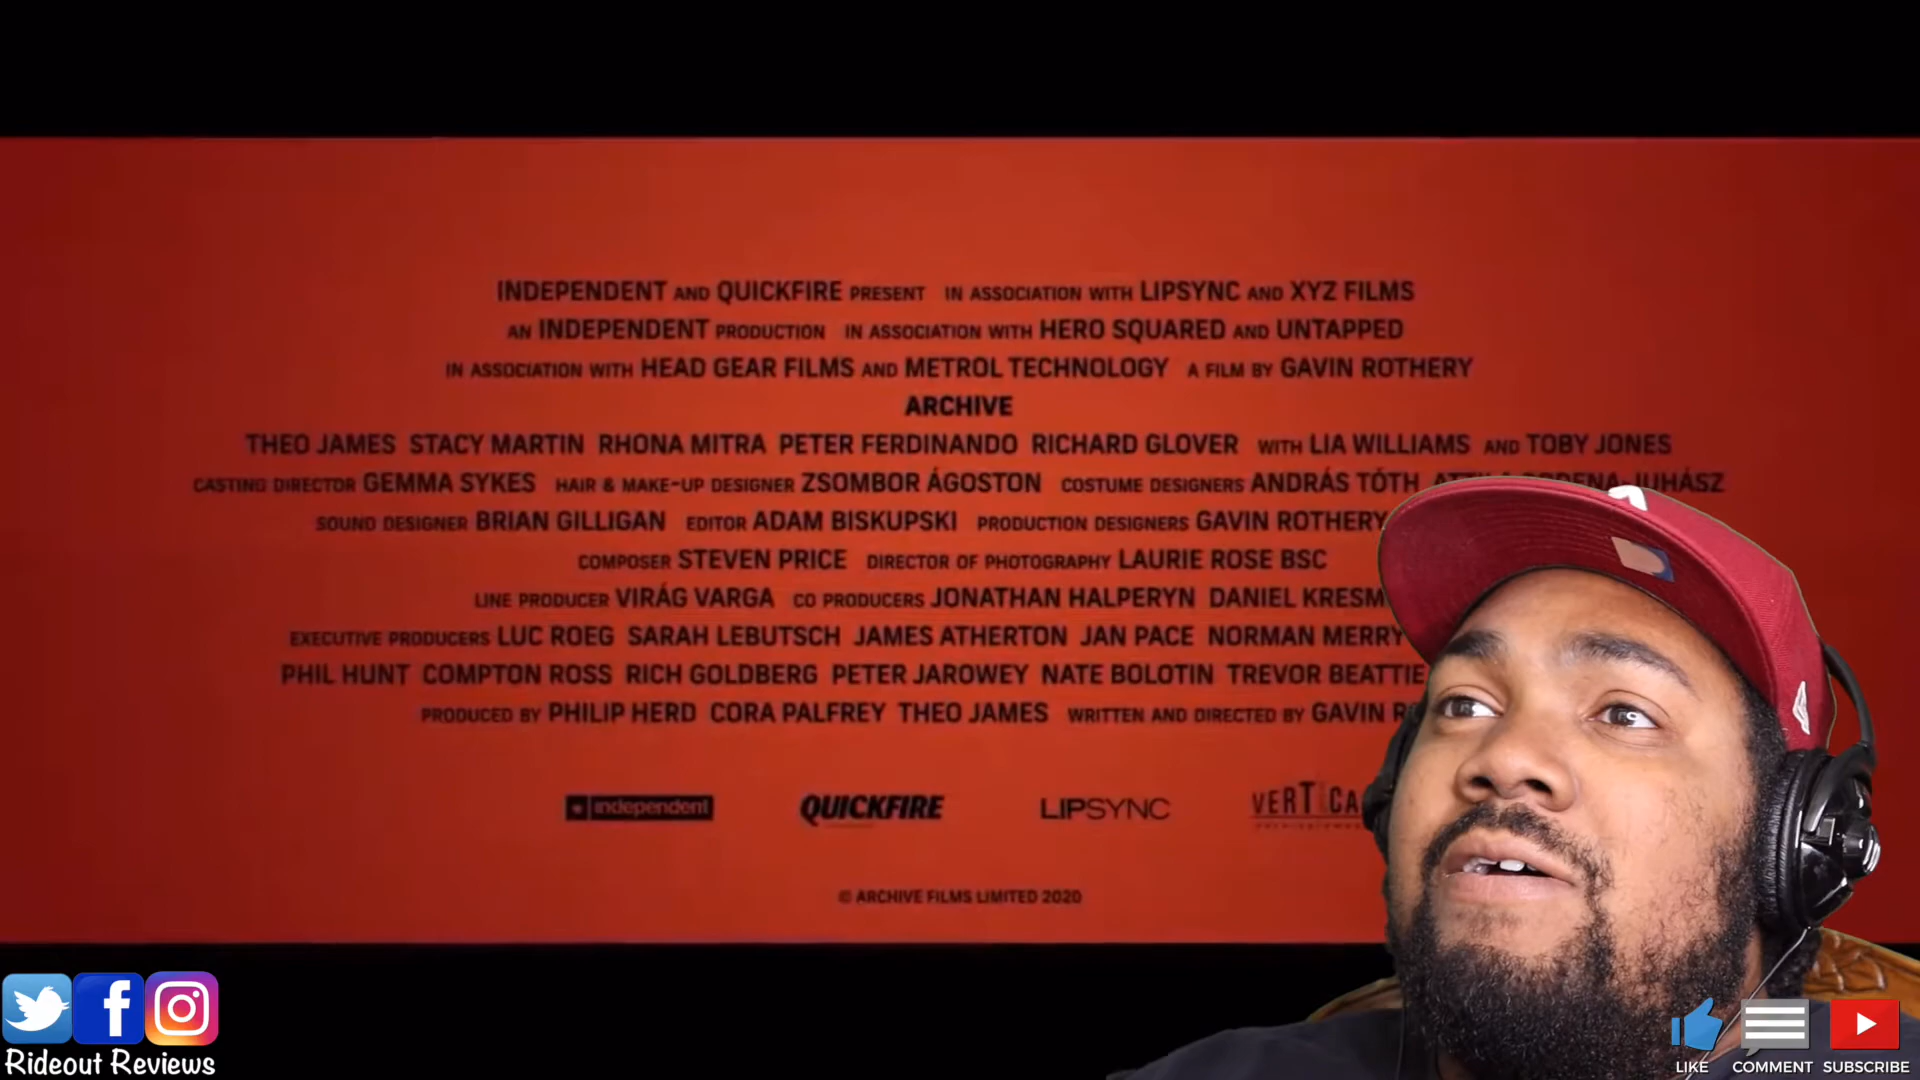 INDEPENDENT AND QUICKFIRE PRESENT IN ASSOCIATION WITH LIPSYNC AND XYZ FILMS
AN INDEPENDENT PRODUCTION IN ASSOCIATION WITH HERO SQUARED AND UNTAPPED
IN ASSOCIATION WITH HEAD GEAR FILMS AND METROL TECHNOLOGY A FILM BY GAVIN ROTHERY
ARCHIVE
THEO JAMES STACY MARTIN RHONA MITRA PETER FERDINANDO RICHARD GLOVER WITH LIA WILLIAMS AND TOBY JONES
CASTING DIRECTOR GEMMA SYKES HAIR & MAKE-UP DESIGNER ZSOMBOR ÁGOSTON COSTUME DESIGNERS ANDRÁS TÓTH
SOUND DESIGNER BRIAN GILLIGAN EDITOR ADAM BISKUPSKI PRODUCTION DESIGNERS GAVIN ROTHERY
COMPOSER STEVEN PRICE DIRECTOR OF PHOTOGRAPHY LAURIE ROSE BSC
LINE PRODUCER VIRÁG VARGA CO PRODUCERS JONATHAN HALPERYN DANIEL KRESM
EXECUTIVE PRODUCERS LUC ROEG SARAH LEBUTSCH JAMES ATHERTON JAN PACE NORMAN MERRY
PHIL HUNT COMPTON ROSS RICH GOLDBERG PETER JAROWEY NATE BOLOTIN TREVOR BEATTIE
PRODUCED BY PHILIP HERD CORA PALFREY THEO JAMES WRITTEN AND DIRECTED BY GAVIN
independent QUICKFIRE LIPSYNC VERTICA
© ARCHIVE FILMS LIMITED 2020
Rideout Reviews
LIKE COMMENT SUBSCRIBE